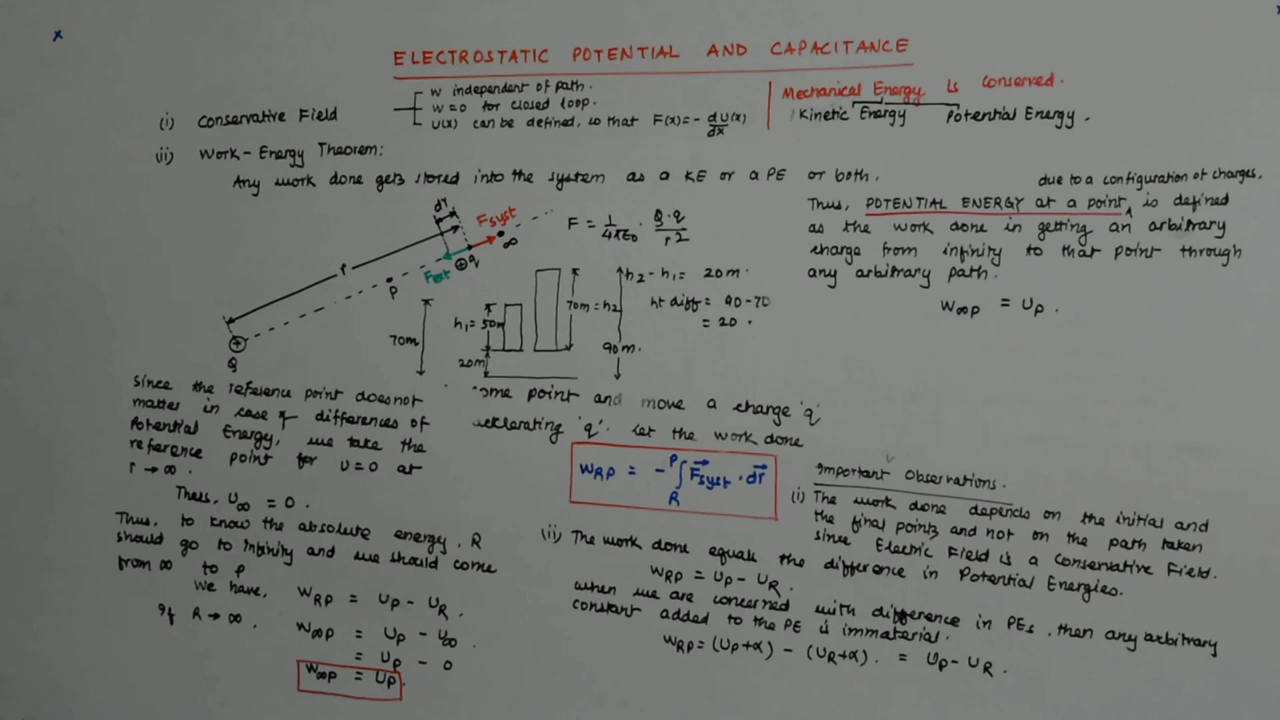 ELECTROSTATIC POTENTIAL AND CAPACITANCE
(i) Conservative Field
W independent of path.
W=0 for closed loop.
U(x) can be defined, so that F(x) = - dU(x)/dx
Mechanical Energy is conserved.
Kinetic Energy Potential Energy.
(ii) Work-Energy Theorem:
Any work done gets stored into the system as a KE or a PE or both.
due to a configuration of charges,
Thus, POTENTIAL ENERGY at a point, is defined
as the work done in getting an arbitrary
charge from infinity to that point through
any arbitrary path.
W∞P = UP.
dr
Fsyst
∞
r
Fext
⊕q
P
⊕
Q
F = 1/4πε0 · Q·q/r2
h2-h1= 20m.
ht diff = 90-70
= 20.
70m = h2
h1= 50m
70m
20m
90m.
Since the reference point doesnot
matter in case of differences of
Potential Energy, we take the
reference point for U=0 at
r → ∞.
Thus, U∞ = 0.
Thus, to know the absolute energy, R
should go to infinity and we should come
from ∞ to P
We have, WRP = UP - UR.
If R → ∞. W∞P = UP - U∞
= UP - 0
W∞P = UP.
ome point and move a charge 'q'
celerating 'q'. Let the work done
WRP = - P∫R Fsyst · dr
Important Observations.
(i) The work done depends on the initial and
the final points and not on the path taken
since Electric Field is a Conservative Field.
(ii) The work done equals the difference in Potential Energies.
WRP = UP - UR.
when we are concerned with difference in PEs, then any arbitrary
constant added to the PE is immaterial.
WRP = (UP+α) - (UR+α). = UP - UR.